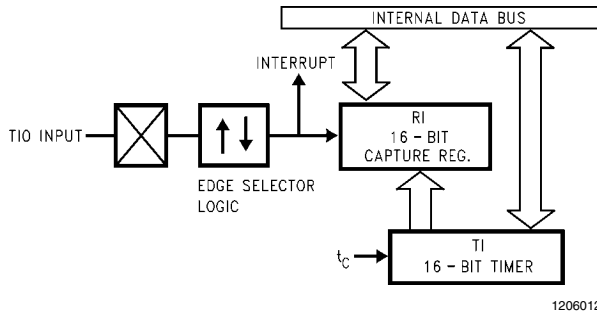 INTERNAL DATA BUS
INTERRUPT
TIO INPUT
RI
16-BIT
CAPTURE REG.
EDGE SELECTOR
LOGIC
tC
TI
16-BIT TIMER
1206012